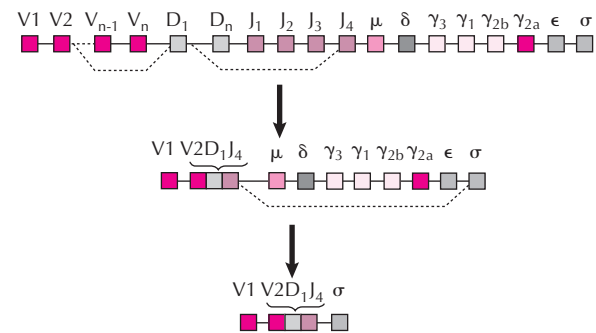 V1 V2 Vn-1 Vn D1 Dn J1 J2 J3 J4 μ δ γ3 γ1 γ2b γ2a ϵ σ
V1 V2D1J4 μ δ γ3 γ1 γ2b γ2a ϵ σ
V1 V2D1J4 σ